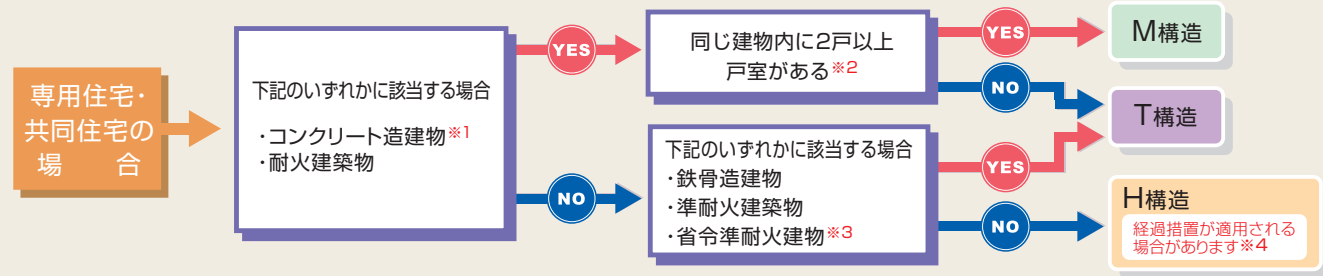 専用住宅・
共同住宅の
場　　合
下記のいずれかに該当する場合
・コンクリート造建物※1
・耐火建築物
YES
NO
同じ建物内に2戸以上
戸室がある※2
下記のいずれかに該当する場合
・鉄骨造建物
・準耐火建築物
・省令準耐火建物※3
YES
NO
YES
NO
M構造
T構造
H構造
経過措置が適用される
場合があります※4